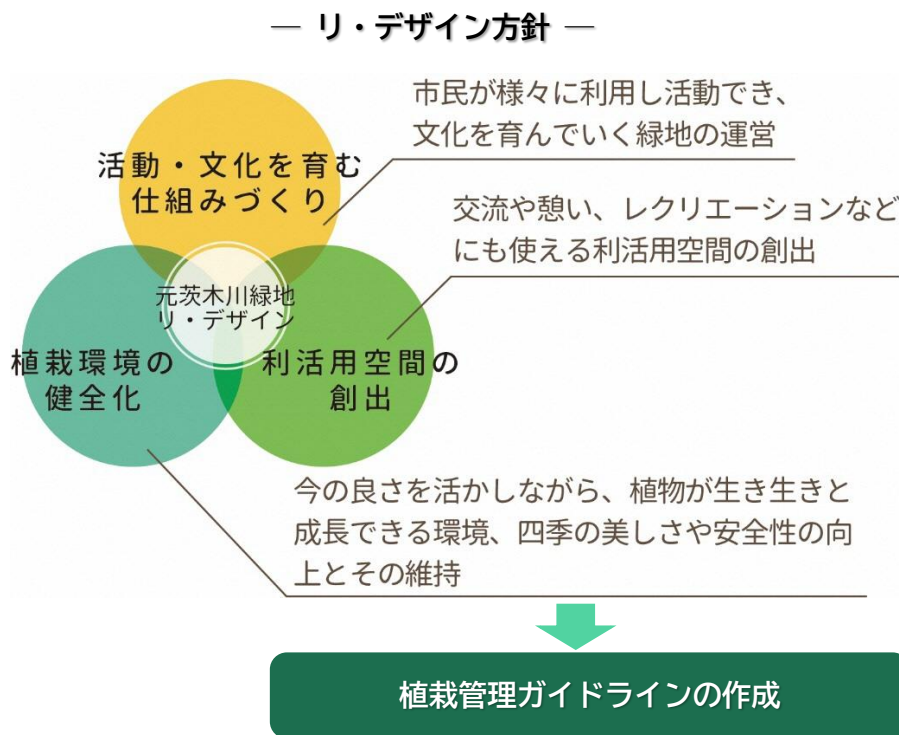 ― リ・デザイン方針 ―
市民が様々に利用し活動でき、
文化を育んでいく緑地の運営
活動・文化を育む
仕組みづくり
交流や憩い、レクリエーションなど
にも使える利活用空間の創出
元茨木川緑地
リ・デザイン
植栽環境の
健全化
利活用空間の
創出
今の良さを活かしながら、植物が生き生きと
成長できる環境、四季の美しさや安全性の向
上とその維持
植栽管理ガイドラインの作成